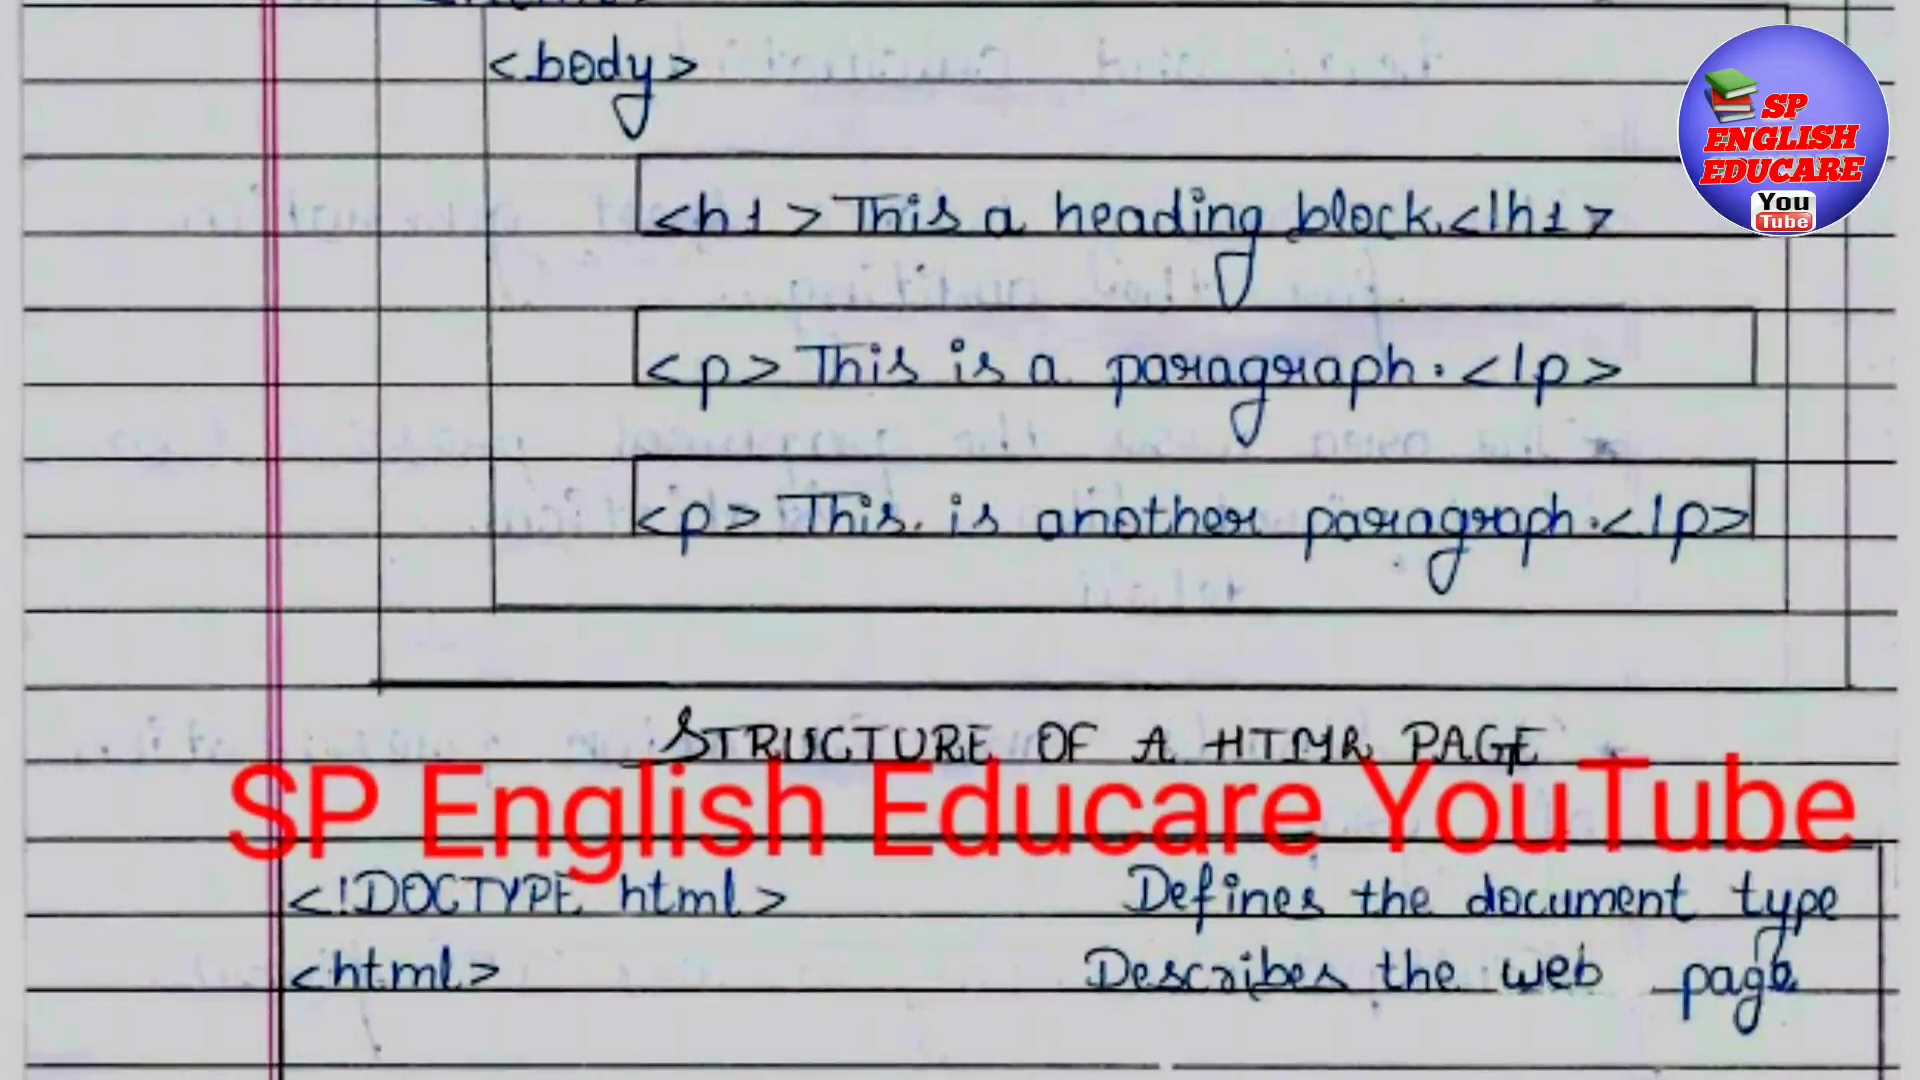 <html>
<body>
SP
ENGLISH
EDUCARE
You
Tube
<h1>This a heading block.</h1>
<p>This is a paragraph.</p>
<p>This is another paragraph.</p>
STRUCTURE OF A HTML PAGE
SP English Educare YouTube
<!DOCTYPE html> Defines the document type
<html> Describes the web page